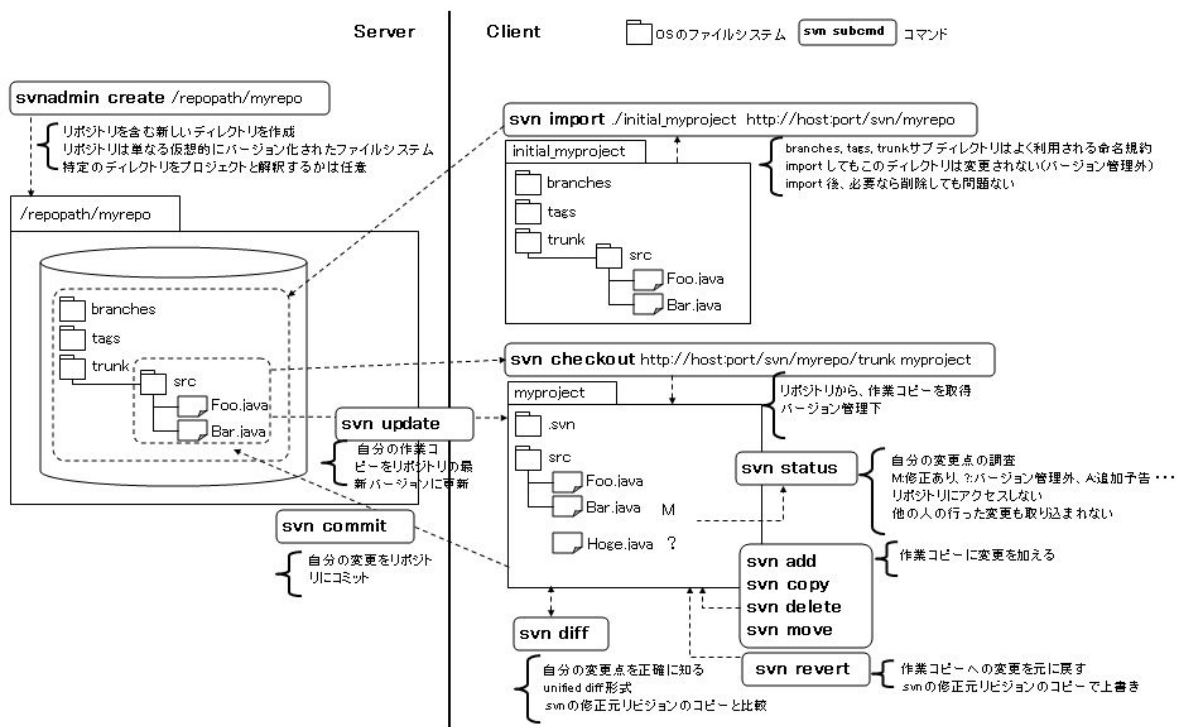 Server
Client
OSのファイルシステム
svn subcmd コマンド
svnadmin create /repopath/myrepo
リポジトリを含む新しいディレクトリを作成
リポジトリは単なる仮想的にバージョン化されたファイルシステム
特定のディレクトリをプロジェクトと解釈するかは任意
/repopath/myrepo
branches
tags
trunk
src
Foo.java
Bar.java
svn import ./initial_myproject http://host:port/svn/myrepo
initial_myproject
branches
tags
trunk
src
Foo.java
Bar.java
branches, tags, trunkサブディレクトリはよく利用される命名規約
importしてもこのディレクトリは変更されない(バージョン管理外)
import後、必要なら削除しても問題ない
svn checkout http://host:port/svn/myrepo/trunk myproject
リポジトリから、作業コピーを取得
バージョン管理下
myproject
.svn
src
Foo.java
Bar.java M
Hoge.java ?
svn update
自分の作業コ
ピーをリポジトリの最
新バージョンに更新
svn commit
自分の変更をリポジト
リにコミット
svn status
自分の変更点の調査
M:修正あり、?:バージョン管理外、A:追加予告・・・
リポジトリにアクセスしない
他の人の行った変更も取り込まれない
svn add
svn copy
svn delete
svn move
作業コピーに変更を加える
svn diff
自分の変更点を正確に知る
unified diff形式
.svnの修正元リビジョンのコピーと比較
svn revert
作業コピーへの変更を元に戻す
.svnの修正元リビジョンのコピーで上書き